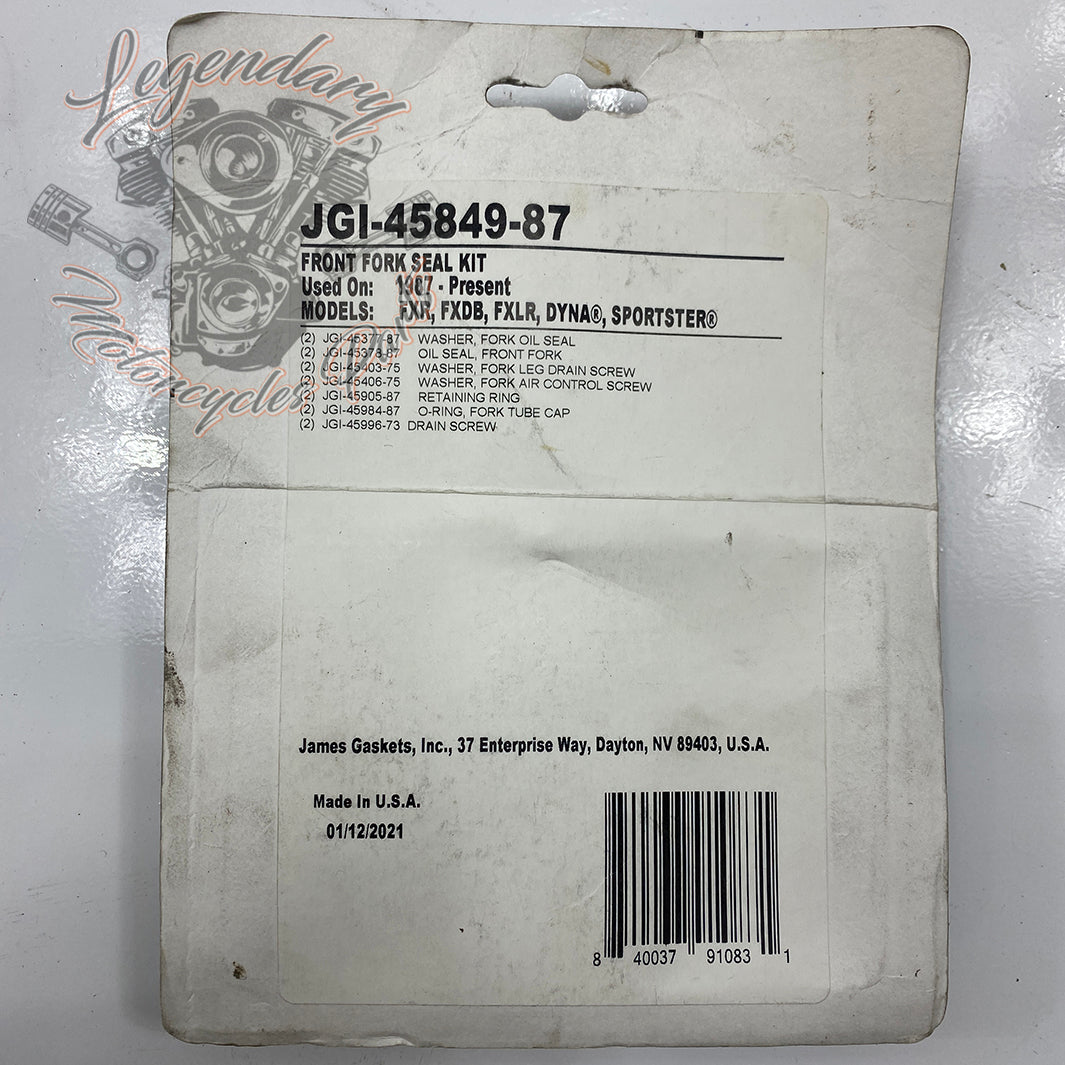 Legendary
Motorcycles Parts
JGI-45849-87
FRONT FORK SEAL KIT
Used On: 1987 - Present
MODELS: FXR, FXDB, FXLR, DYNA®, SPORTSTER®
(2) JGI-45377-87 WASHER, FORK OIL SEAL
(2) JGI-45378-87 OIL SEAL, FRONT FORK
(2) JGI-45403-75 WASHER, FORK LEG DRAIN SCREW
(2) JGI-45406-75 WASHER, FORK AIR CONTROL SCREW
(2) JGI-45905-87 RETAINING RING
(2) JGI-45984-87 O-RING, FORK TUBE CAP
(2) JGI-45996-73 DRAIN SCREW
James Gaskets, Inc., 37 Enterprise Way, Dayton, NV 89403, U.S.A.
Made In U.S.A.
01/12/2021
8 40037 91083 1